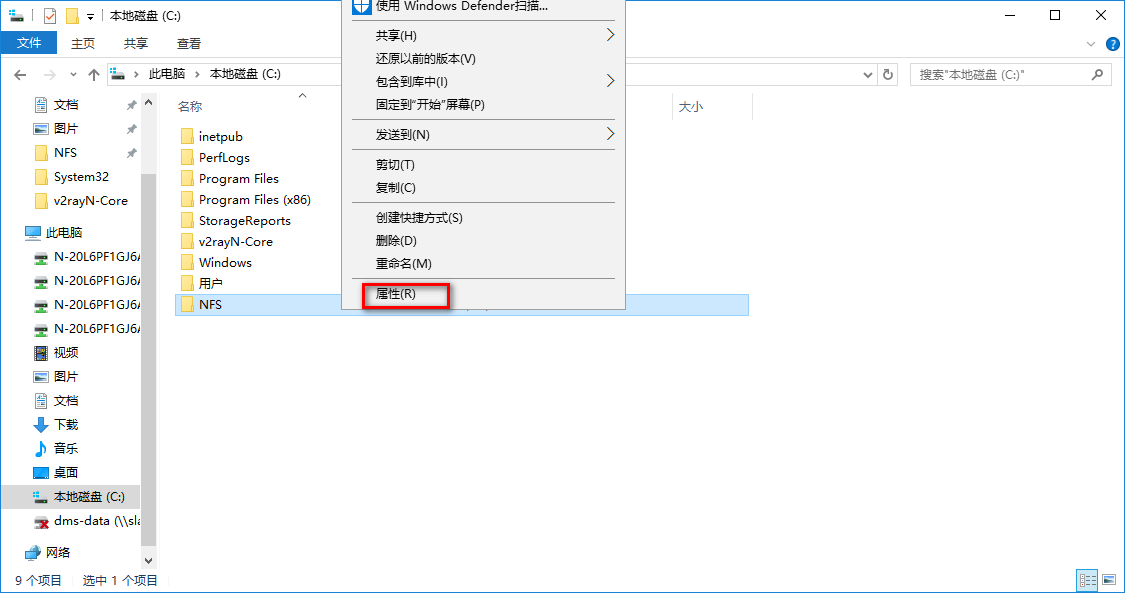 本地磁盘 (C:)
文件
主页
共享
查看
此电脑
本地磁盘 (C:)
搜索"本地磁盘 (C:)"
文档
图片
NFS
System32
v2rayN-Core
此电脑
N-20L6PF1GJ6
N-20L6PF1GJ6
N-20L6PF1GJ6
N-20L6PF1GJ6
视频
图片
文档
下载
音乐
桌面
本地磁盘 (C:)
dms-data (\\sla
网络
名称
大小
inetpub
PerfLogs
Program Files
Program Files (x86)
StorageReports
v2rayN-Core
Windows
用户
NFS
使用 Windows Defender扫描...
共享(H)
还原以前的版本(V)
包含到库中(I)
固定到"开始"屏幕(P)
发送到(N)
剪切(T)
复制(C)
创建快捷方式(S)
删除(D)
重命名(M)
属性(R)
9 个项目
选中 1 个项目